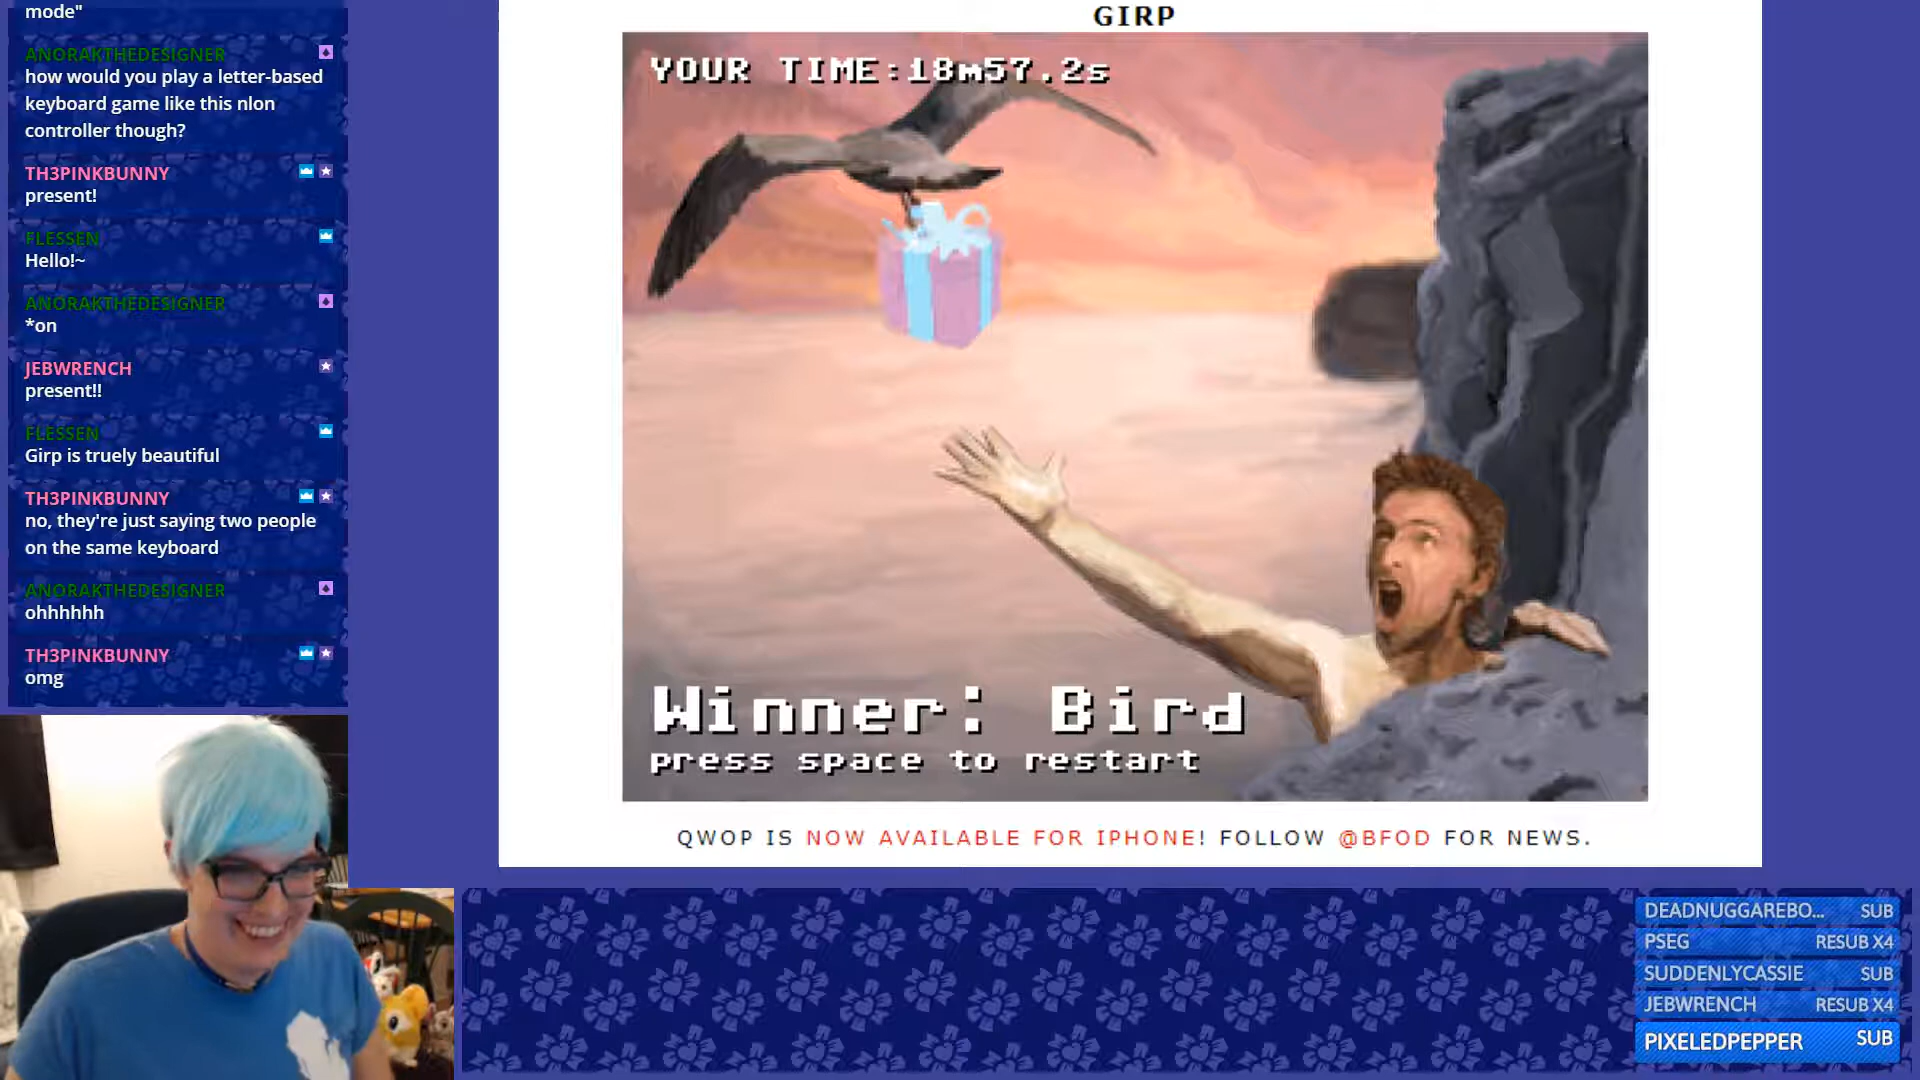 mode"
ANORAKTHEDESIGNER
how would you play a letter-based
keyboard game like this nlon
controller though?
TH3PINKBUNNY
present!
FLESSEN
Hello!~
ANORAKTHEDESIGNER
*on
JEBWRENCH
present!!
FLESSEN
Girp is truely beautiful
TH3PINKBUNNY
no, they're just saying two people
on the same keyboard
ANORAKTHEDESIGNER
ohhhhhh
TH3PINKBUNNY
omg
GIRP
YOUR TIME:18m57.2s
Winner: Bird
press space to restart
QWOP IS NOW AVAILABLE FOR IPHONE! FOLLOW @BFOD FOR NEWS.
DEADNUGGAREBO... SUB
PSEG RESUB X4
SUDDENLYCASSIE SUB
JEBWRENCH RESUB X4
PIXELEDPEPPER SUB